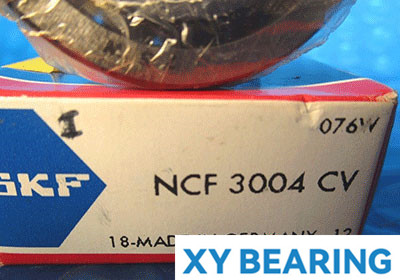 I
076W
SKF
NCF 3004 CV
18-MADE IN GERMANY 12
XY BEARING